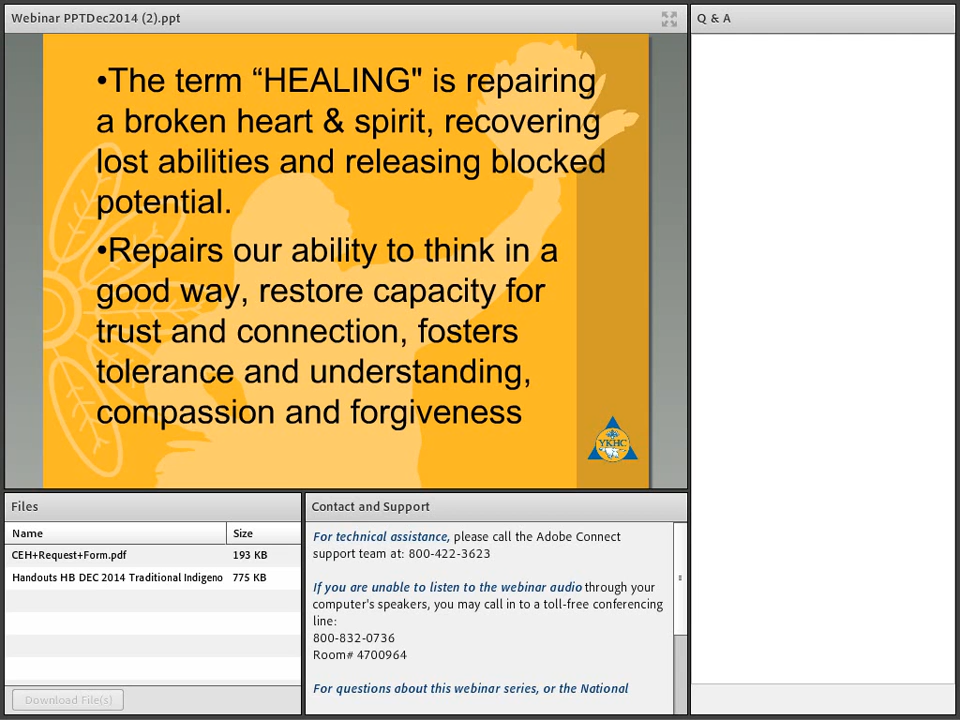 Webinar PPTDec2014 (2).ppt
•The term “HEALING" is repairing
a broken heart & spirit, recovering
lost abilities and releasing blocked
potential.
•Repairs our ability to think in a
good way, restore capacity for
trust and connection, fosters
tolerance and understanding,
compassion and forgiveness
YKHC
Q & A
Files
Name Size
CEH+Request+Form.pdf 193 KB
Handouts HB DEC 2014 Traditional Indigeno 775 KB
Download File(s)
Contact and Support
For technical assistance, please call the Adobe Connect
support team at: 800-422-3623
If you are unable to listen to the webinar audio through your
computer's speakers, you may call in to a toll-free conferencing
line:
800-832-0736
Room# 4700964
For questions about this webinar series, or the National